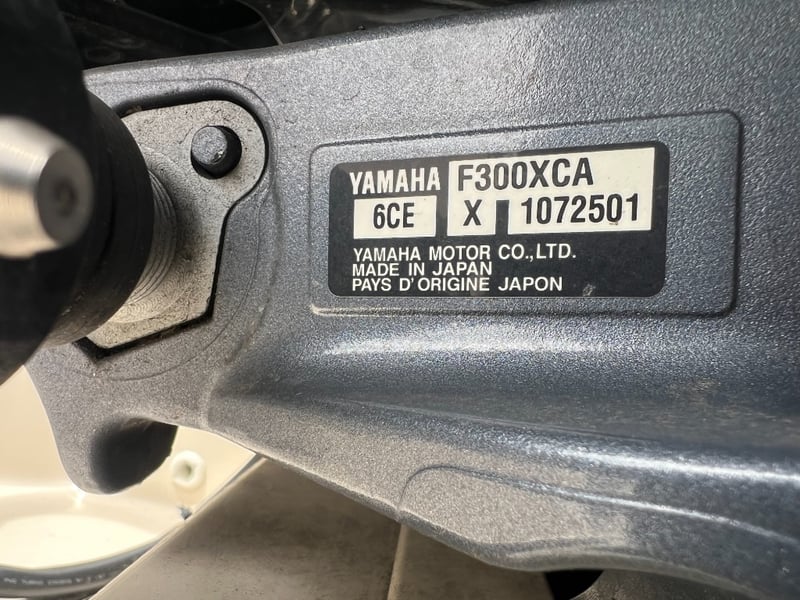 YAMAHA F300XCA
6CE X 1072501
YAMAHA MOTOR CO.,LTD.
MADE IN JAPAN
PAYS D'ORIGINE JAPON